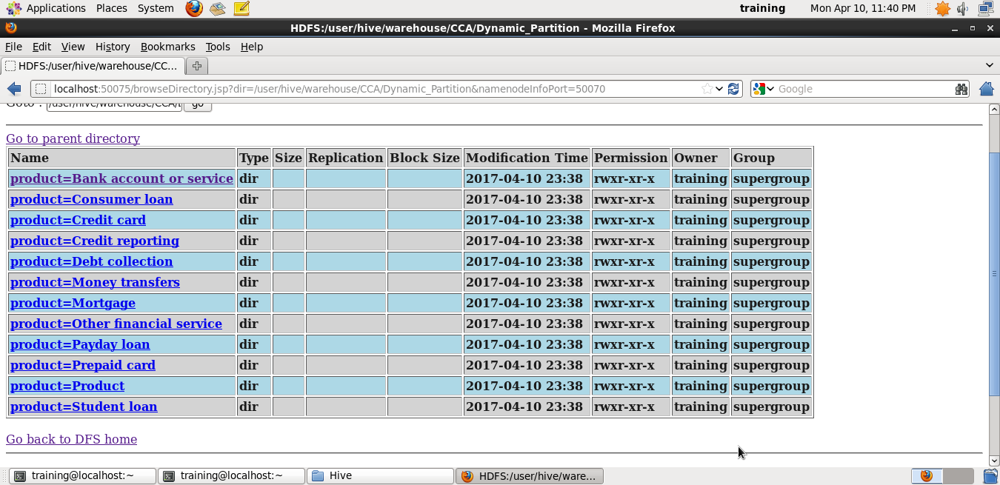 Applications Places System training Mon Apr 10, 11:40 PM
HDFS:/user/hive/warehouse/CCA/Dynamic_Partition - Mozilla Firefox
File Edit View History Bookmarks Tools Help
HDFS:/user/hive/warehouse/CC...
localhost:50075/browseDirectory.jsp?dir=/user/hive/warehouse/CCA/Dynamic_Partition&namenodeInfoPort=50070 Google
Goto : /user/hive/warehouse/CCA/ go
Go to parent directory
Name Type Size Replication Block Size Modification Time Permission Owner Group
product=Bank account or service dir 2017-04-10 23:38 rwxr-xr-x training supergroup
product=Consumer loan dir 2017-04-10 23:38 rwxr-xr-x training supergroup
product=Credit card dir 2017-04-10 23:38 rwxr-xr-x training supergroup
product=Credit reporting dir 2017-04-10 23:38 rwxr-xr-x training supergroup
product=Debt collection dir 2017-04-10 23:38 rwxr-xr-x training supergroup
product=Money transfers dir 2017-04-10 23:38 rwxr-xr-x training supergroup
product=Mortgage dir 2017-04-10 23:38 rwxr-xr-x training supergroup
product=Other financial service dir 2017-04-10 23:38 rwxr-xr-x training supergroup
product=Payday loan dir 2017-04-10 23:38 rwxr-xr-x training supergroup
product=Prepaid card dir 2017-04-10 23:38 rwxr-xr-x training supergroup
product=Product dir 2017-04-10 23:38 rwxr-xr-x training supergroup
product=Student loan dir 2017-04-10 23:38 rwxr-xr-x training supergroup
Go back to DFS home
training@localhost:~ training@localhost:~ Hive HDFS:/user/hive/ware...